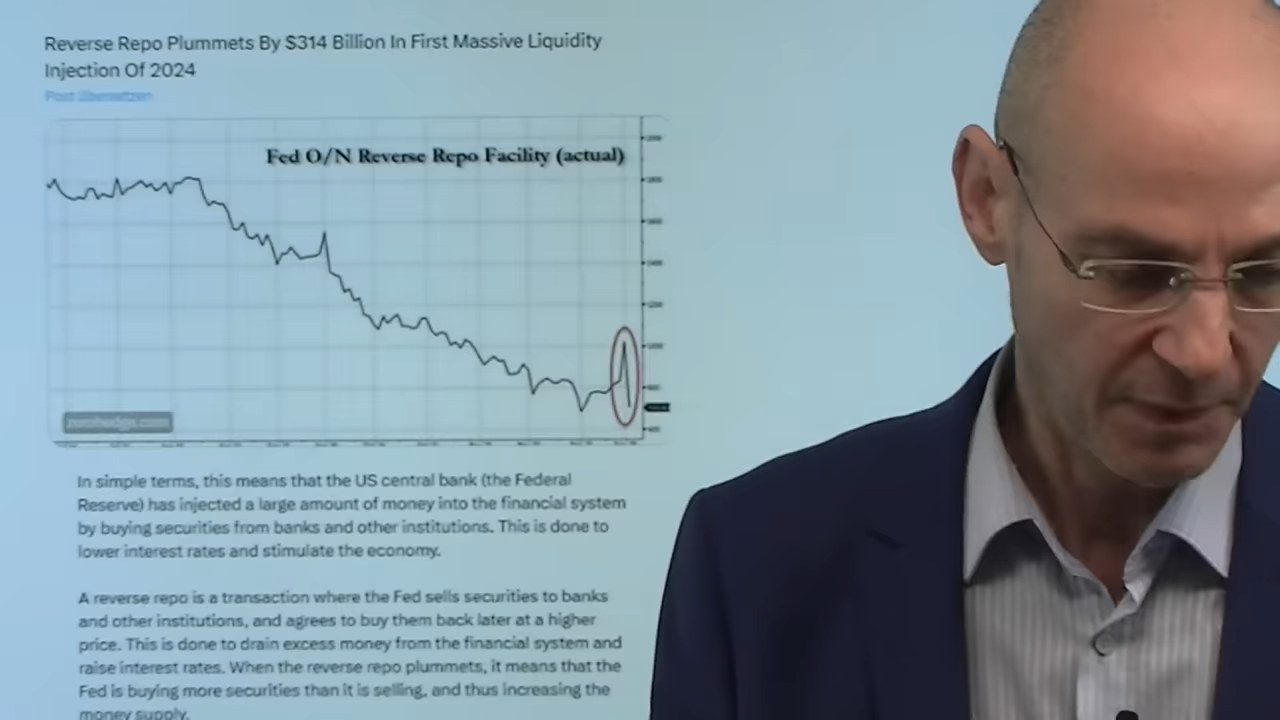 Reverse Repo Plummets By $314 Billion In First Massive Liquidity
Injection Of 2024
Post übersetzen
Fed O/N Reverse Repo Facility (actual)
zerohedge.com
In simple terms, this means that the US central bank (the Federal
Reserve) has injected a large amount of money into the financial system
by buying securities from banks and other institutions. This is done to
lower interest rates and stimulate the economy.
A reverse repo is a transaction where the Fed sells securities to banks
and other institutions, and agrees to buy them back later at a higher
price. This is done to drain excess money from the financial system and
raise interest rates. When the reverse repo plummets, it means that the
Fed is buying more securities than it is selling, and thus increasing the
money supply.